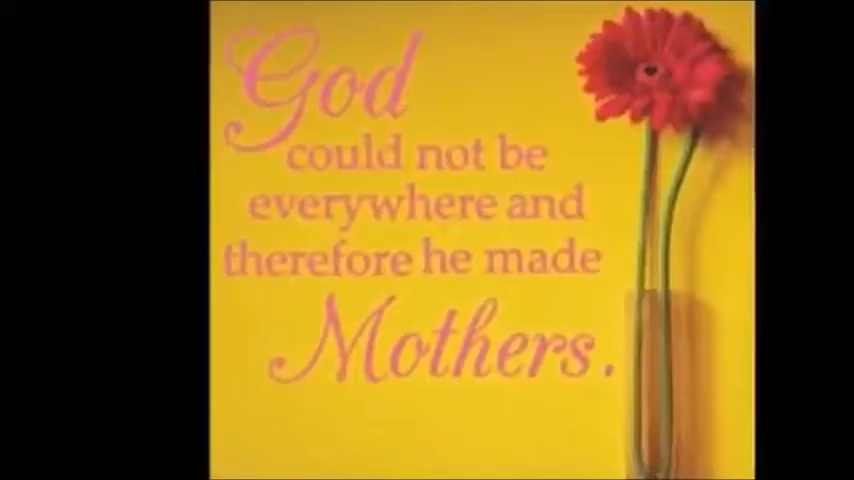 God
could not be
everywhere and
therefore he made
Mothers.